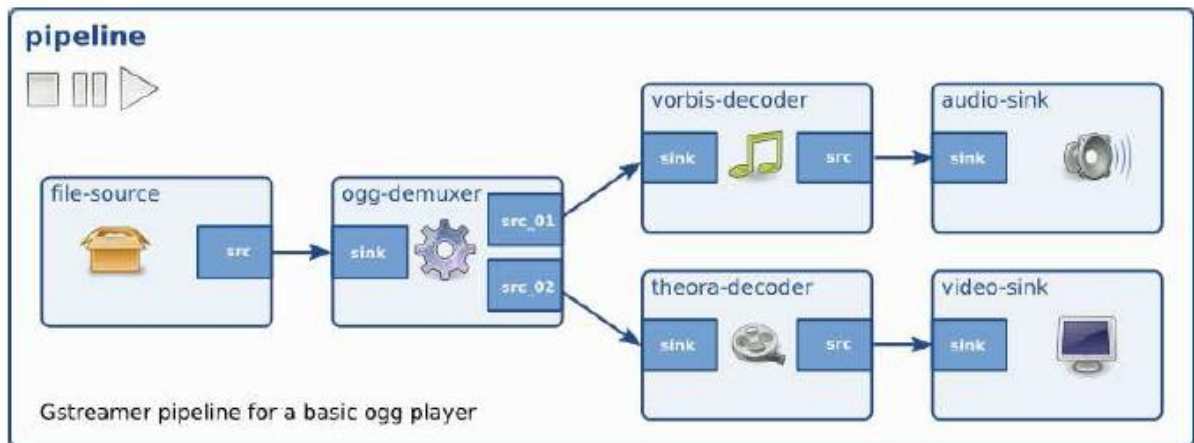 pipeline
file-source
src
ogg-demuxer
sink
src_01
src_02
vorbis-decoder
sink
src
audio-sink
sink
theora-decoder
sink
src
video-sink
sink
Gstreamer pipeline for a basic ogg player